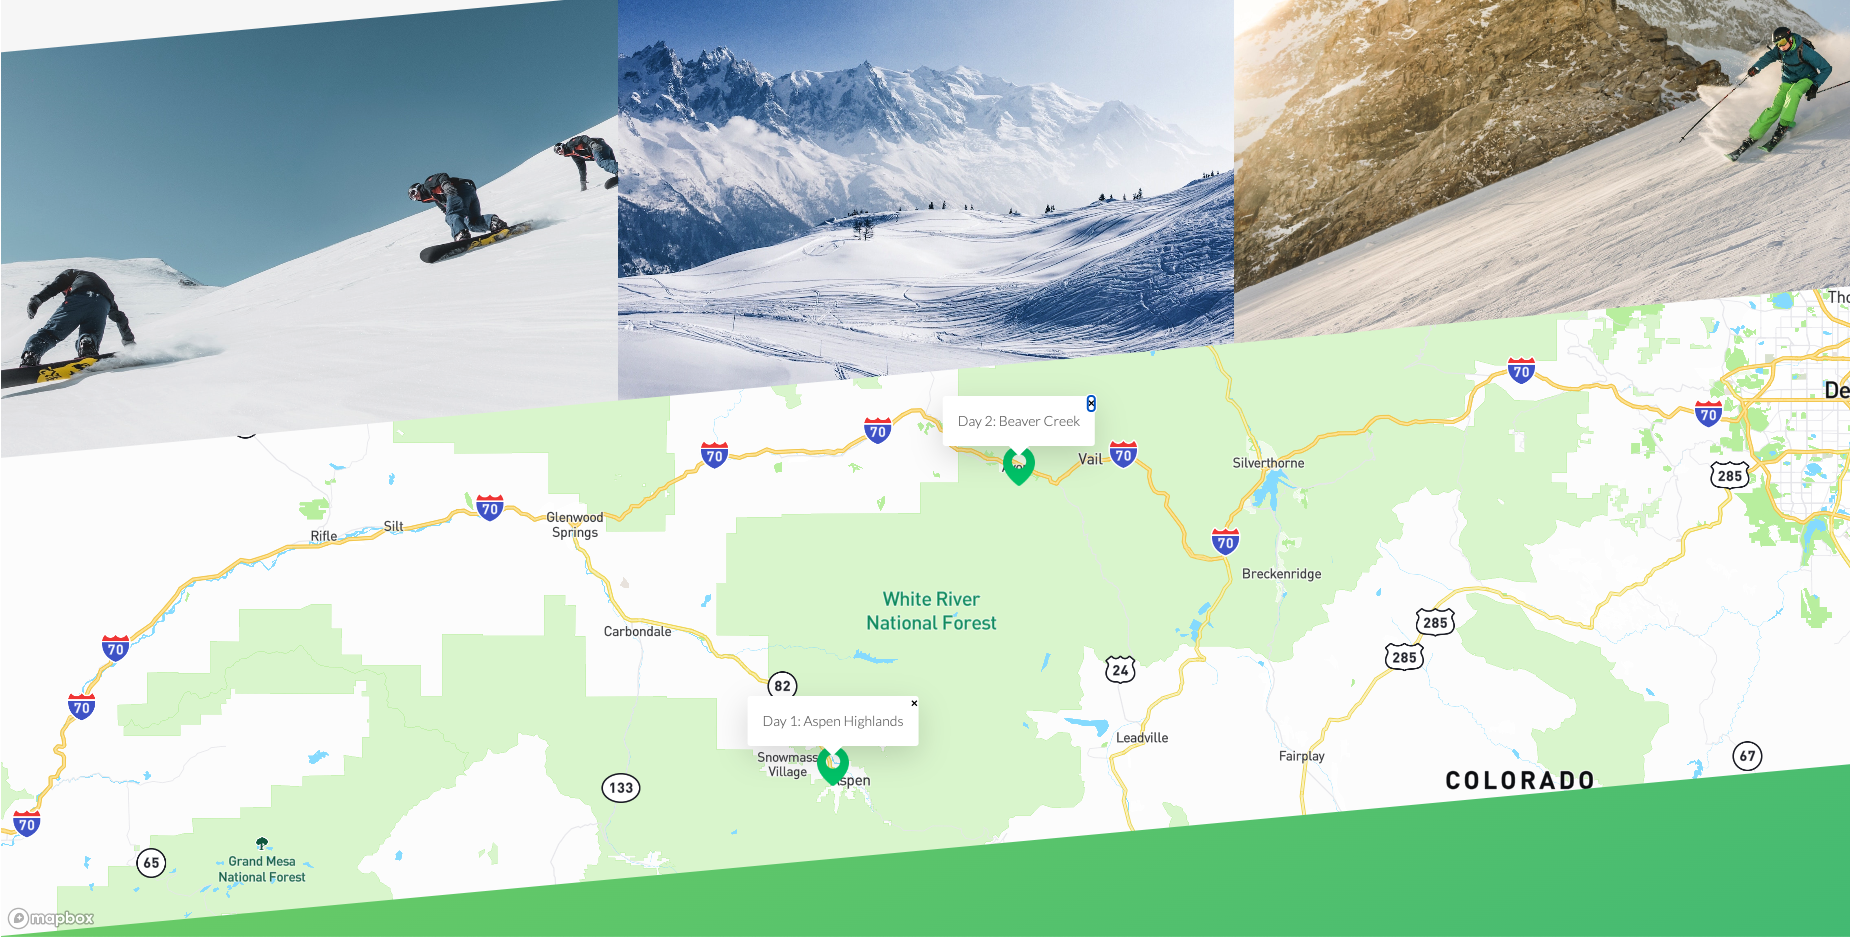 Tho
70
De
70
Day 2: Beaver Creek
70
70
Vail
70
Silverthorne
285
70
Glenwood
Springs
Silt
Rifle
70
Breckenridge
White River
National Forest
285
Carbondale
70
285
24
82
70
Day 1: Aspen Highlands
Leadville
Snowmass
Village
Fairplay
67
spen
COLORADO
133
70
65
Grand Mesa
National Forest
mapbox